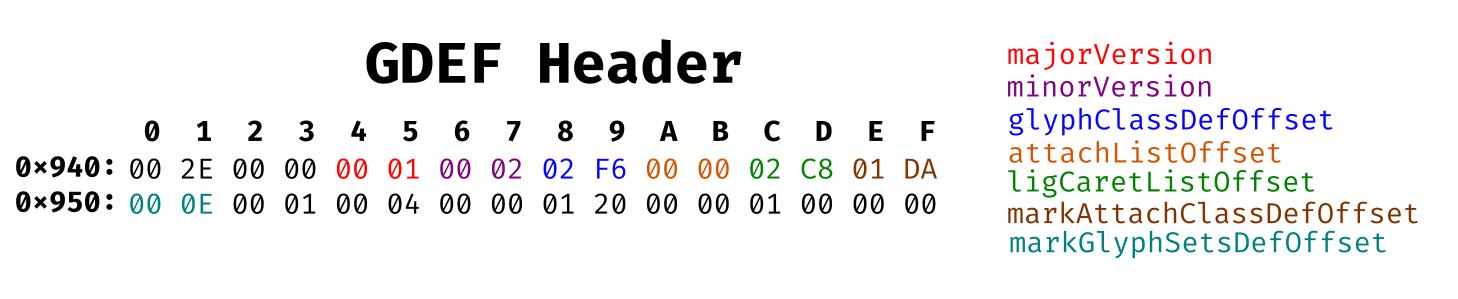 GDEF Header
0 1 2 3 4 5 6 7 8 9 A B C D E F
0×940: 00 2E 00 00 00 01 00 02 02 F6 00 00 02 C8 01 DA
0×950: 00 0E 00 01 00 04 00 00 01 20 00 00 01 00 00 00
majorVersion
minorVersion
glyphClassDefOffset
attachListOffset
ligCaretListOffset
markAttachClassDefOffset
markGlyphSetsDefOffset